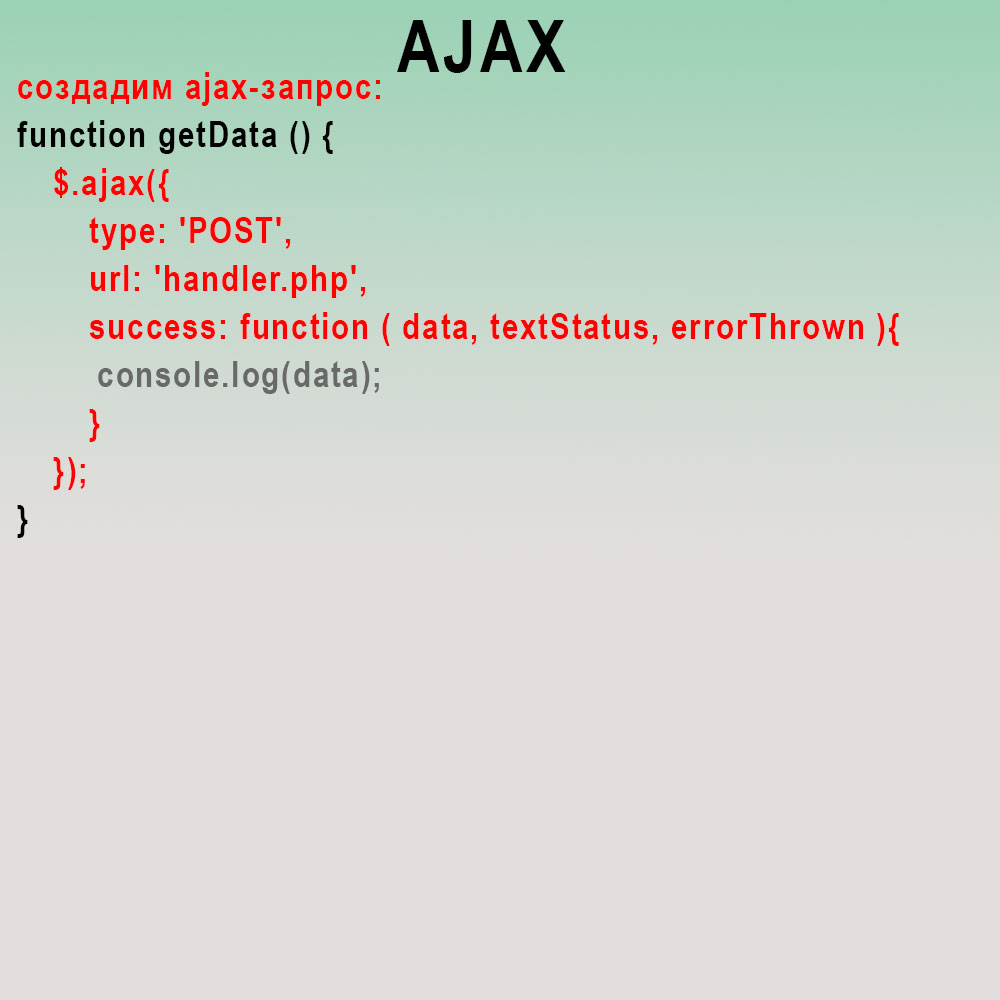 AJAX
создадим ajax-запрос:
function getData () {
$.ajax({
type: 'POST',
url: 'handler.php',
success: function ( data, textStatus, errorThrown ){
console.log(data);
}
});
}